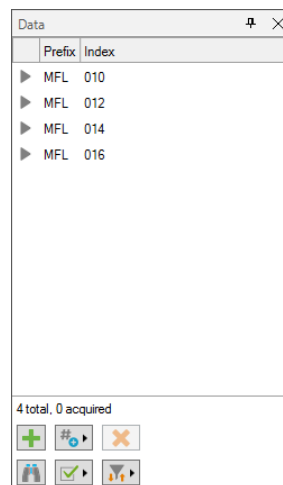 Data
Prefix Index
MFL 010
MFL 012
MFL 014
MFL 016
4 total, 0 acquired
#